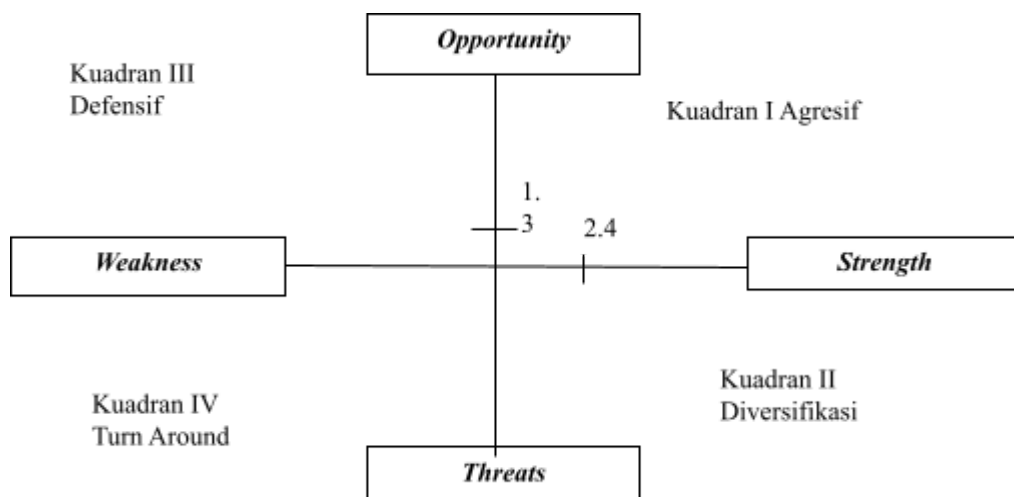 Opportunity
Kuadran III
Defensif
Kuadran I Agresif
1.
3
2.4
Weakness
Strength
Kuadran IV
Turn Around
Kuadran II
Diversifikasi
Threats